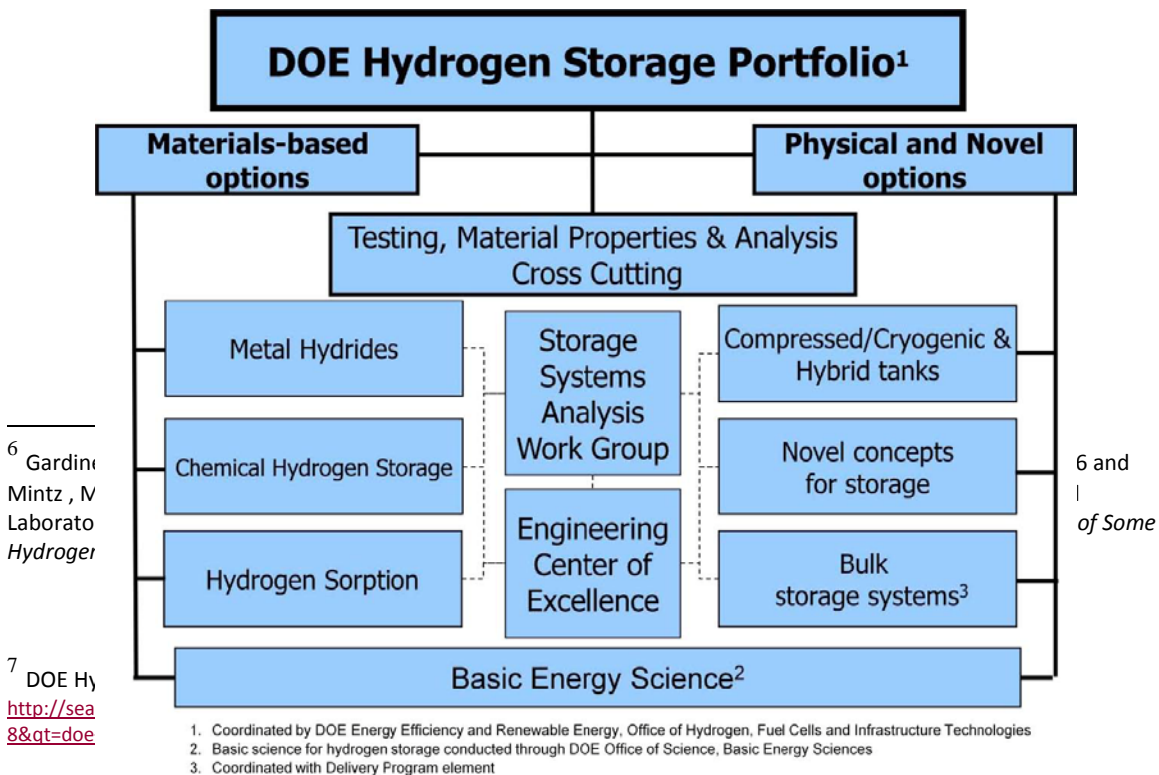 DOE Hydrogen Storage Portfolio¹
Materials-based
options
Physical and Novel
options
Testing, Material Properties & Analysis
Cross Cutting
Metal Hydrides
Storage
Systems
Analysis
Work Group
Compressed/Cryogenic &
Hybrid tanks
Chemical Hydrogen Storage
Novel concepts
for storage
Engineering
Center of
Excellence
Hydrogen Sorption
Bulk
storage systems³
Basic Energy Science²
1. Coordinated by DOE Energy Efficiency and Renewable Energy, Office of Hydrogen, Fuel Cells and Infrastructure Technologies
2. Basic science for hydrogen storage conducted through DOE Office of Science, Basic Energy Sciences
3. Coordinated with Delivery Program element
6 6 and
Mintz , M
of Some
7 DOE
http://sea
8&qt=doe